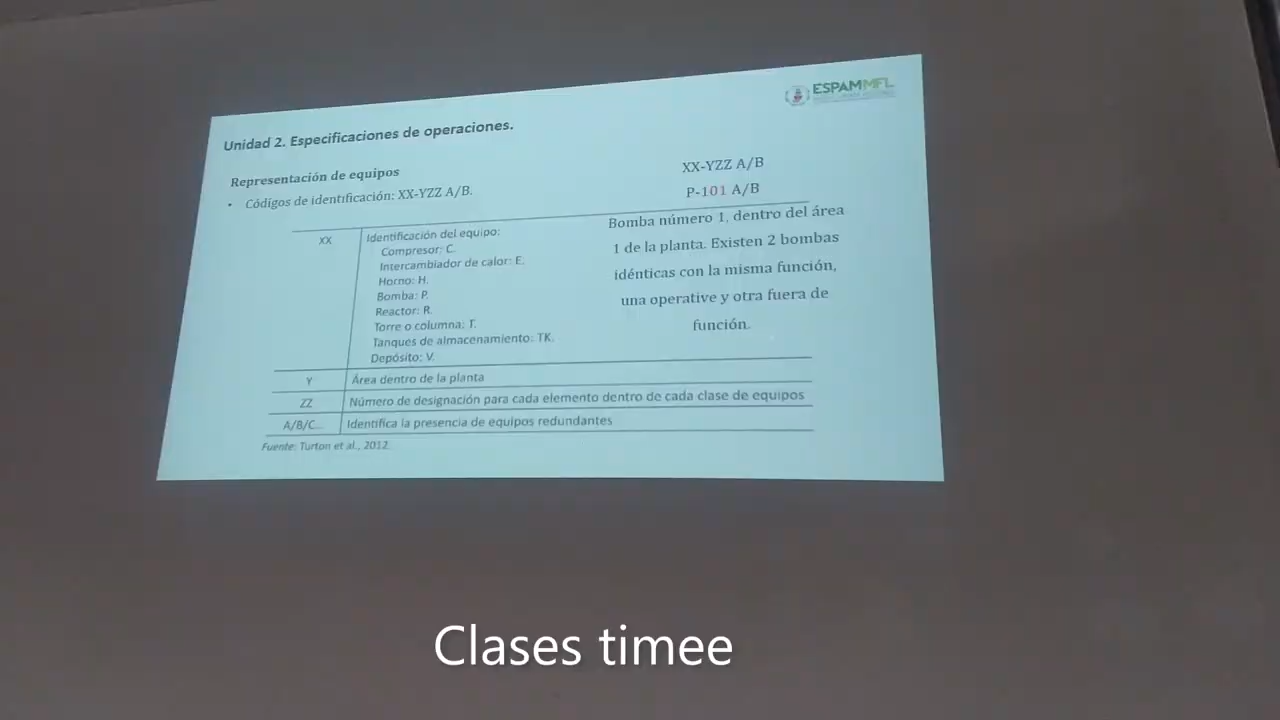 ESPAMMFL
Unidad 2. Especificaciones de operaciones.
Representación de equipos
• Códigos de identificación: XX-YZZ A/B.
XX-YZZ A/B
P-101 A/B
Bomba número 1, dentro del área
1 de la planta. Existen 2 bombas
idénticas con la misma función,
una operative y otra fuera de
función.
XX
Identificación del equipo:
Compresor: C.
Intercambiador de calor: E.
Horno: H.
Bomba: P.
Reactor: R.
Torre o columna: T.
Tanques de almacenamiento: TK.
Depósito: V.
Y Área dentro de la planta
ZZ Número de designación para cada elemento dentro de cada clase de equipos
A/B/C... Identifica la presencia de equipos redundantes
Fuente: Turton et al., 2012.
Clases timee